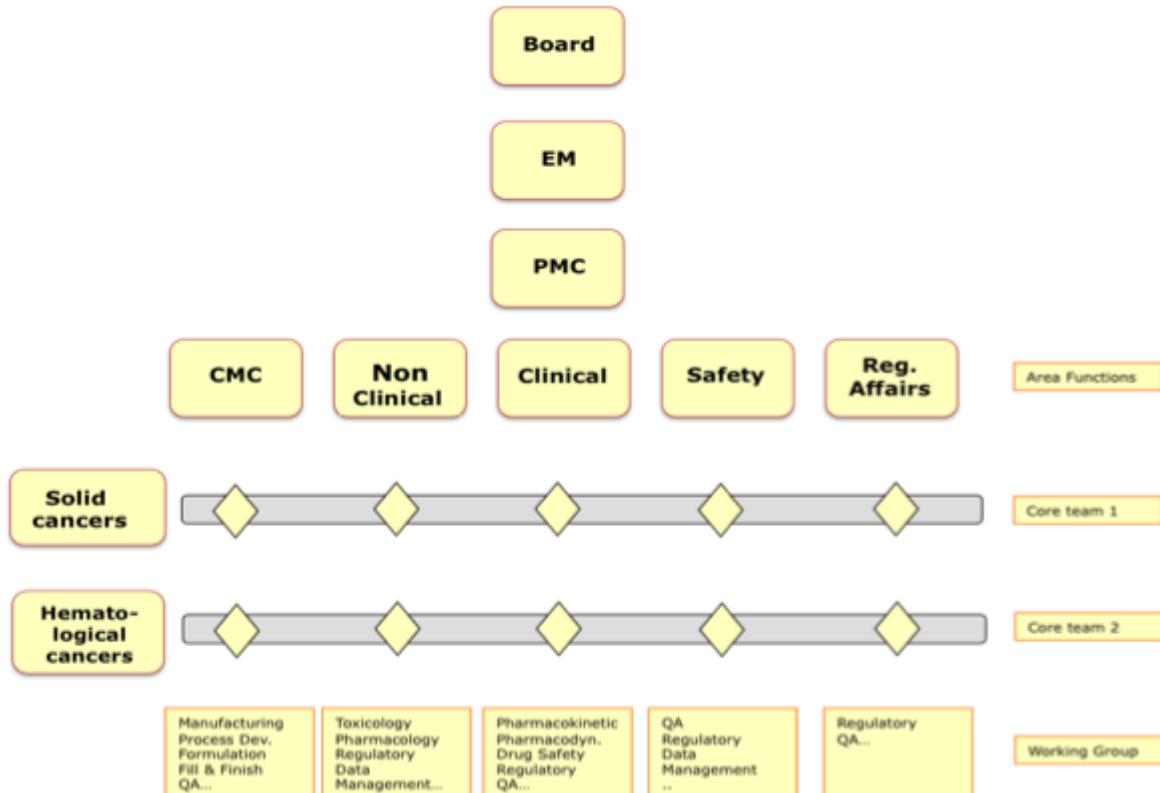 Board
EM
PMC
CMC
Non
Clinical
Clinical
Safety
Reg.
Affairs
Area Functions
Solid
cancers
Core team 1
Hemato-
logical
cancers
Core team 2
Manufacturing
Process Dev.
Formulation
Fill & Finish
QA...
Toxicology
Pharmacology
Regulatory
Data
Management...
Pharmacokinetic
Pharmacodyn.
Drug Safety
Regulatory
QA...
QA
Regulatory
Data
Management
..
Regulatory
QA...
Working Group